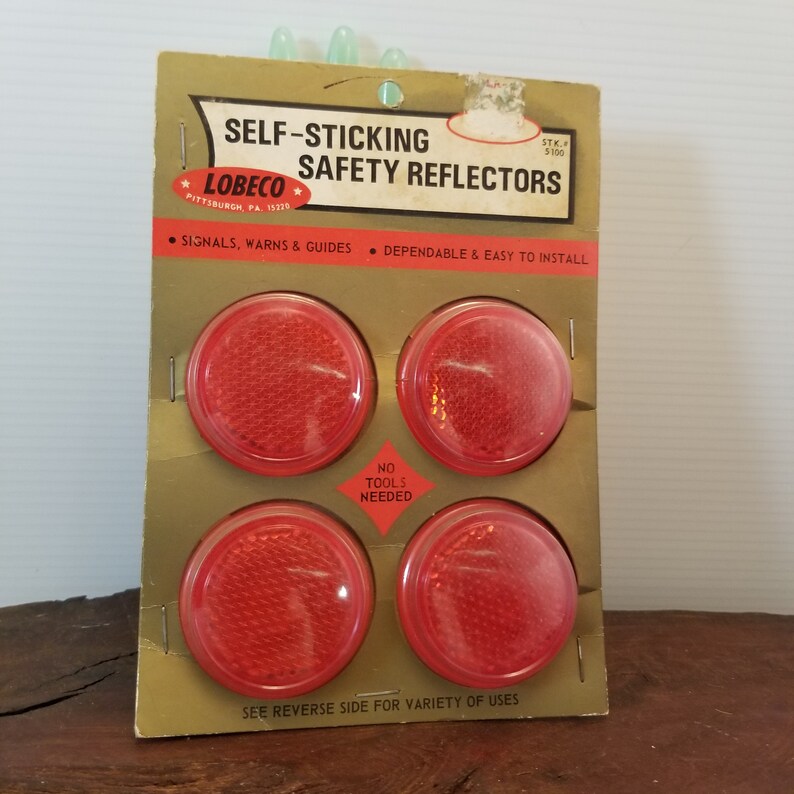 SELF-STICKING
SAFETY REFLECTORS
STK.#
5100
★ LOBECO ★
PITTSBURGH, PA. 15220
• SIGNALS, WARNS & GUIDES • DEPENDABLE & EASY TO INSTALL
NO
TOOLS
NEEDED
SEE REVERSE SIDE FOR VARIETY OF USES